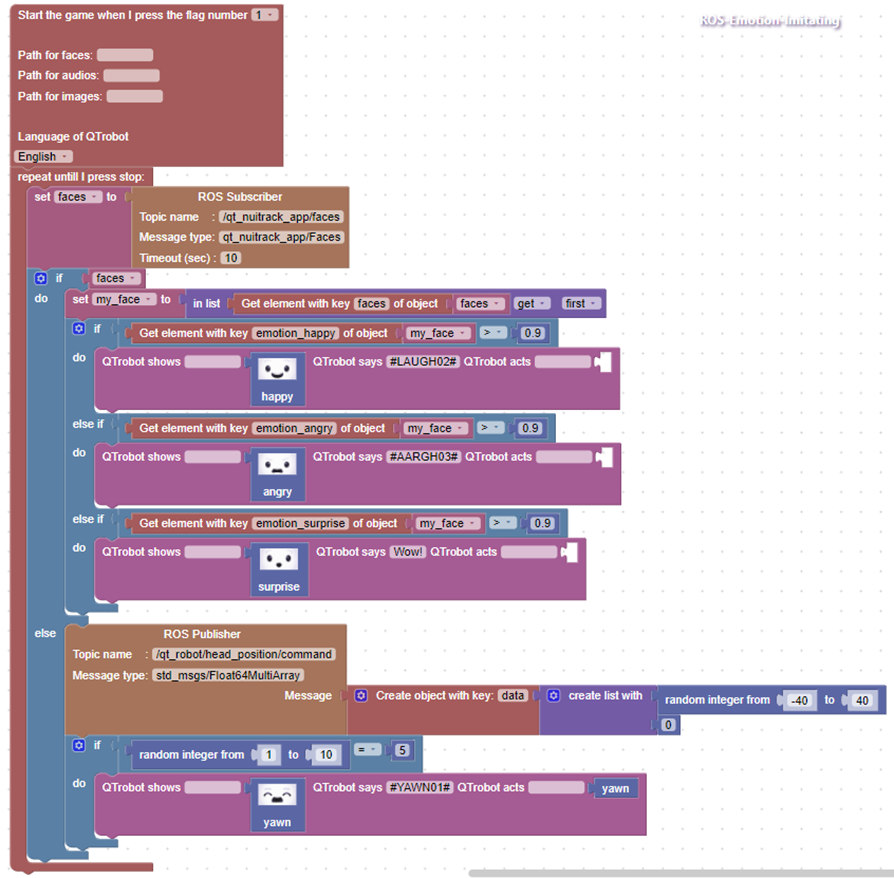 Start the game when I press the flag number 1
ROS-Emotion-Imitating
Path for faces:
Path for audios:
Path for images:
Language of QTrobot
English
repeat untill I press stop:
set faces to ROS Subscriber
Topic name : /qt_nuitrack_app/faces
Message type: qt_nuitrack_app/Faces
Timeout (sec) : 10
if faces
do set my_face to in list Get element with key faces of object faces get first
if Get element with key emotion_happy of object my_face > 0.9
do QTrobot shows QTrobot says #LAUGH02# QTrobot acts
happy
else if Get element with key emotion_angry of object my_face > 0.9
do QTrobot shows QTrobot says #AARGH03# QTrobot acts
angry
else if Get element with key emotion_surprise of object my_face > 0.9
do QTrobot shows QTrobot says Wow! QTrobot acts
surprise
else ROS Publisher
Topic name : /qt_robot/head_position/command
Message type: std_msgs/Float64MultiArray
Message Create object with key: data create list with random integer from -40 to 40
0
if random integer from 1 to 10 = 5
do QTrobot shows QTrobot says #YAWN01# QTrobot acts yawn
yawn